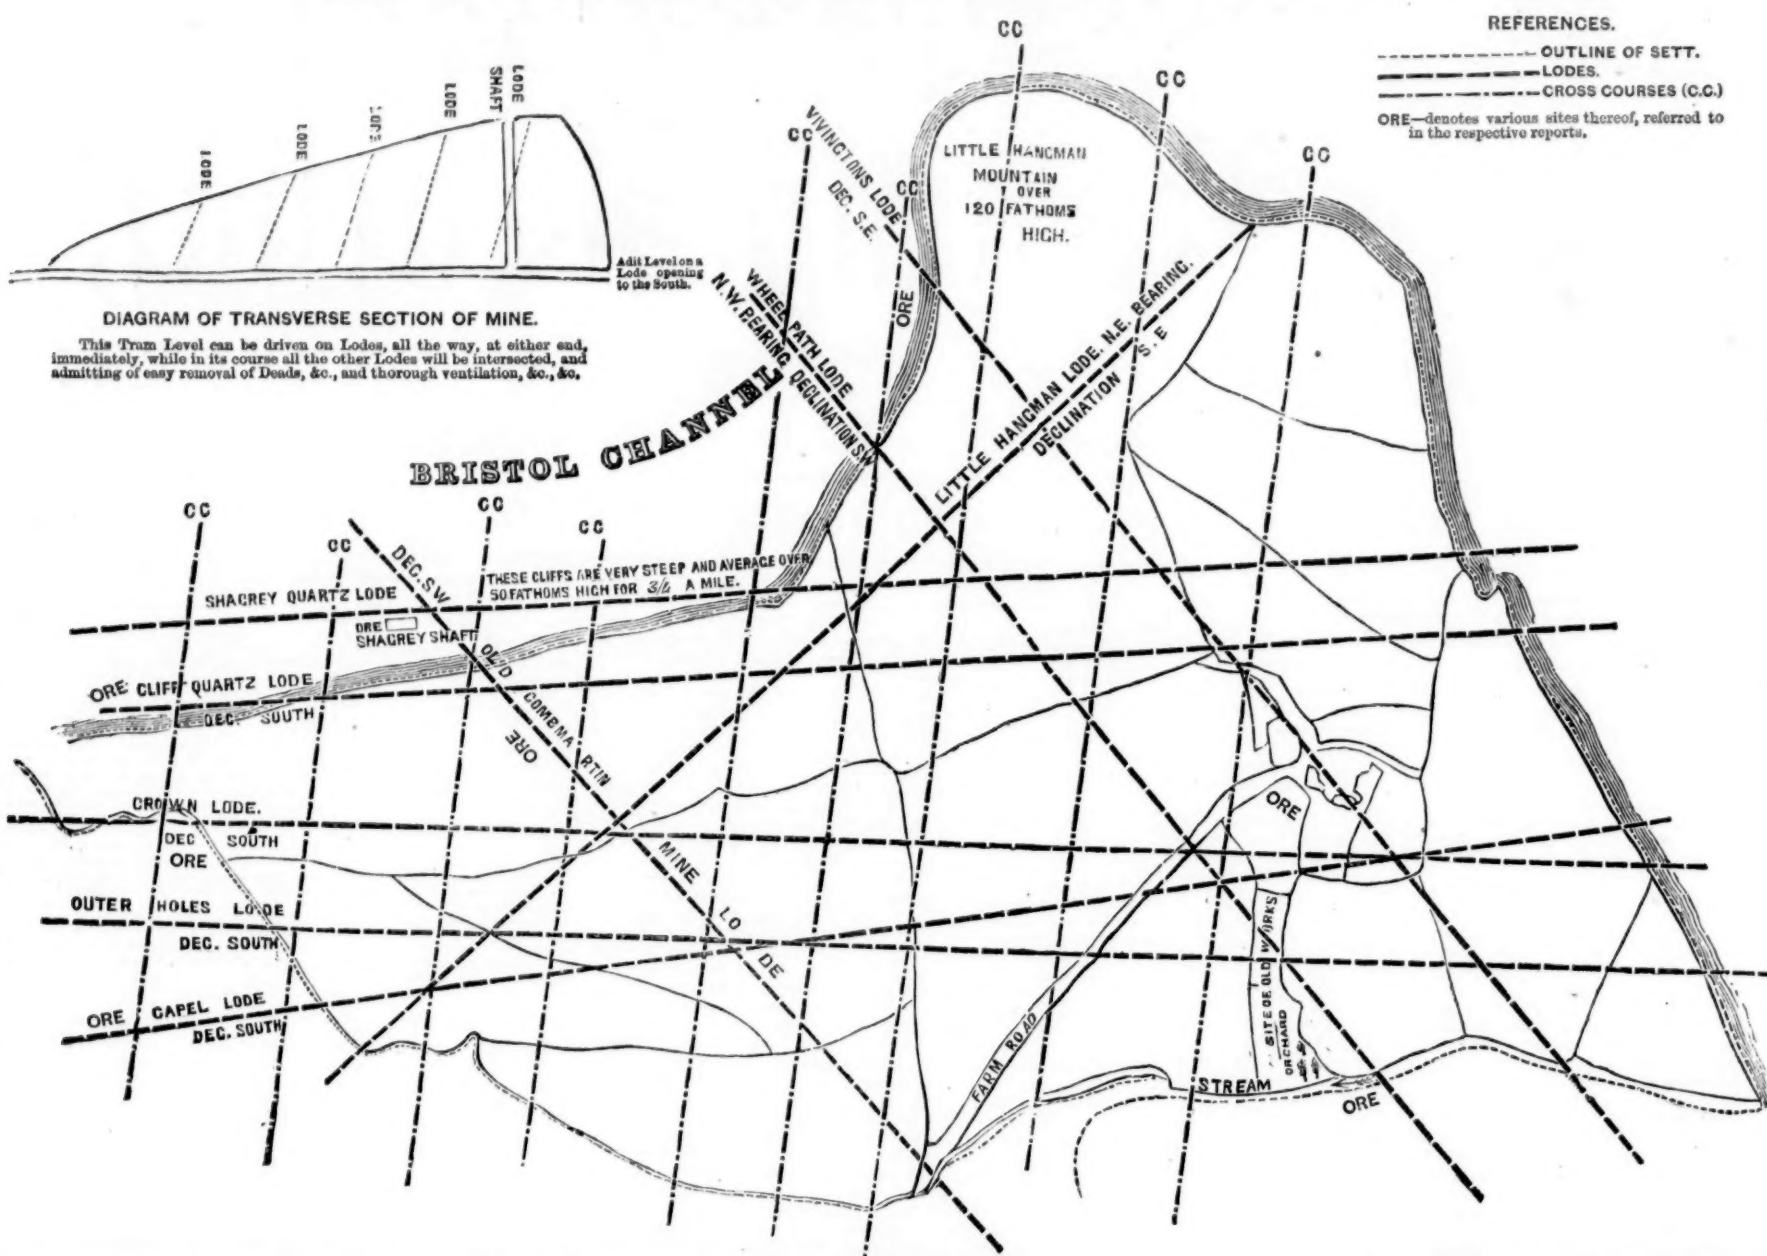 REFERENCES.
OUTLINE OF SETT.
LODES.
CROSS COURSES (C.C.)
ORE—denotes various sites thereof, referred to
in the respective reports.
LODE
LODE
LODE
LODE
SHAFT
LODE
Adit Level on a
Lode opening
to the South.
DIAGRAM OF TRANSVERSE SECTION OF MINE.
This Tram Level can be driven on Lodes, all the way, at either end,
immediately, while in its course all the other Lodes will be intersected, and
admitting of easy removal of Deads, &c., and thorough ventilation, &c., &c.
CC
CC
CC
CC
CC
VIVINGTONS LODE
DEC. S.E.
LITTLE HANGMAN
MOUNTAIN
OVER
120 FATHOMS
HIGH.
ORE
WHEEL PATH LODE
N.W. BEARING DECLINATION SW
LITTLE HANGMAN LODE. N.E. BEARING.
DECLINATION S.E
BRISTOL CHANNEL
CC
CC
CC
CC
DEC. SW
OLD COMBMARTIN MINE LODE
ORE
THESE CLIFFS ARE VERY STEEP AND AVERAGE OVER
50 FATHOMS HIGH FOR 3/4 A MILE.
SHAGREY QUARTZ LODE
ORE
SHAGREY SHAFT
ORE CLIFF QUARTZ LODE
DEC. SOUTH
CROWN LODE.
DEC SOUTH
ORE
OUTER HOLES LODE
DEC. SOUTH
ORE CAPEL LODE
DEC. SOUTH
ORE
SITE OF OLD WORKS
ORCHARD
FARM ROAD
STREAM
ORE